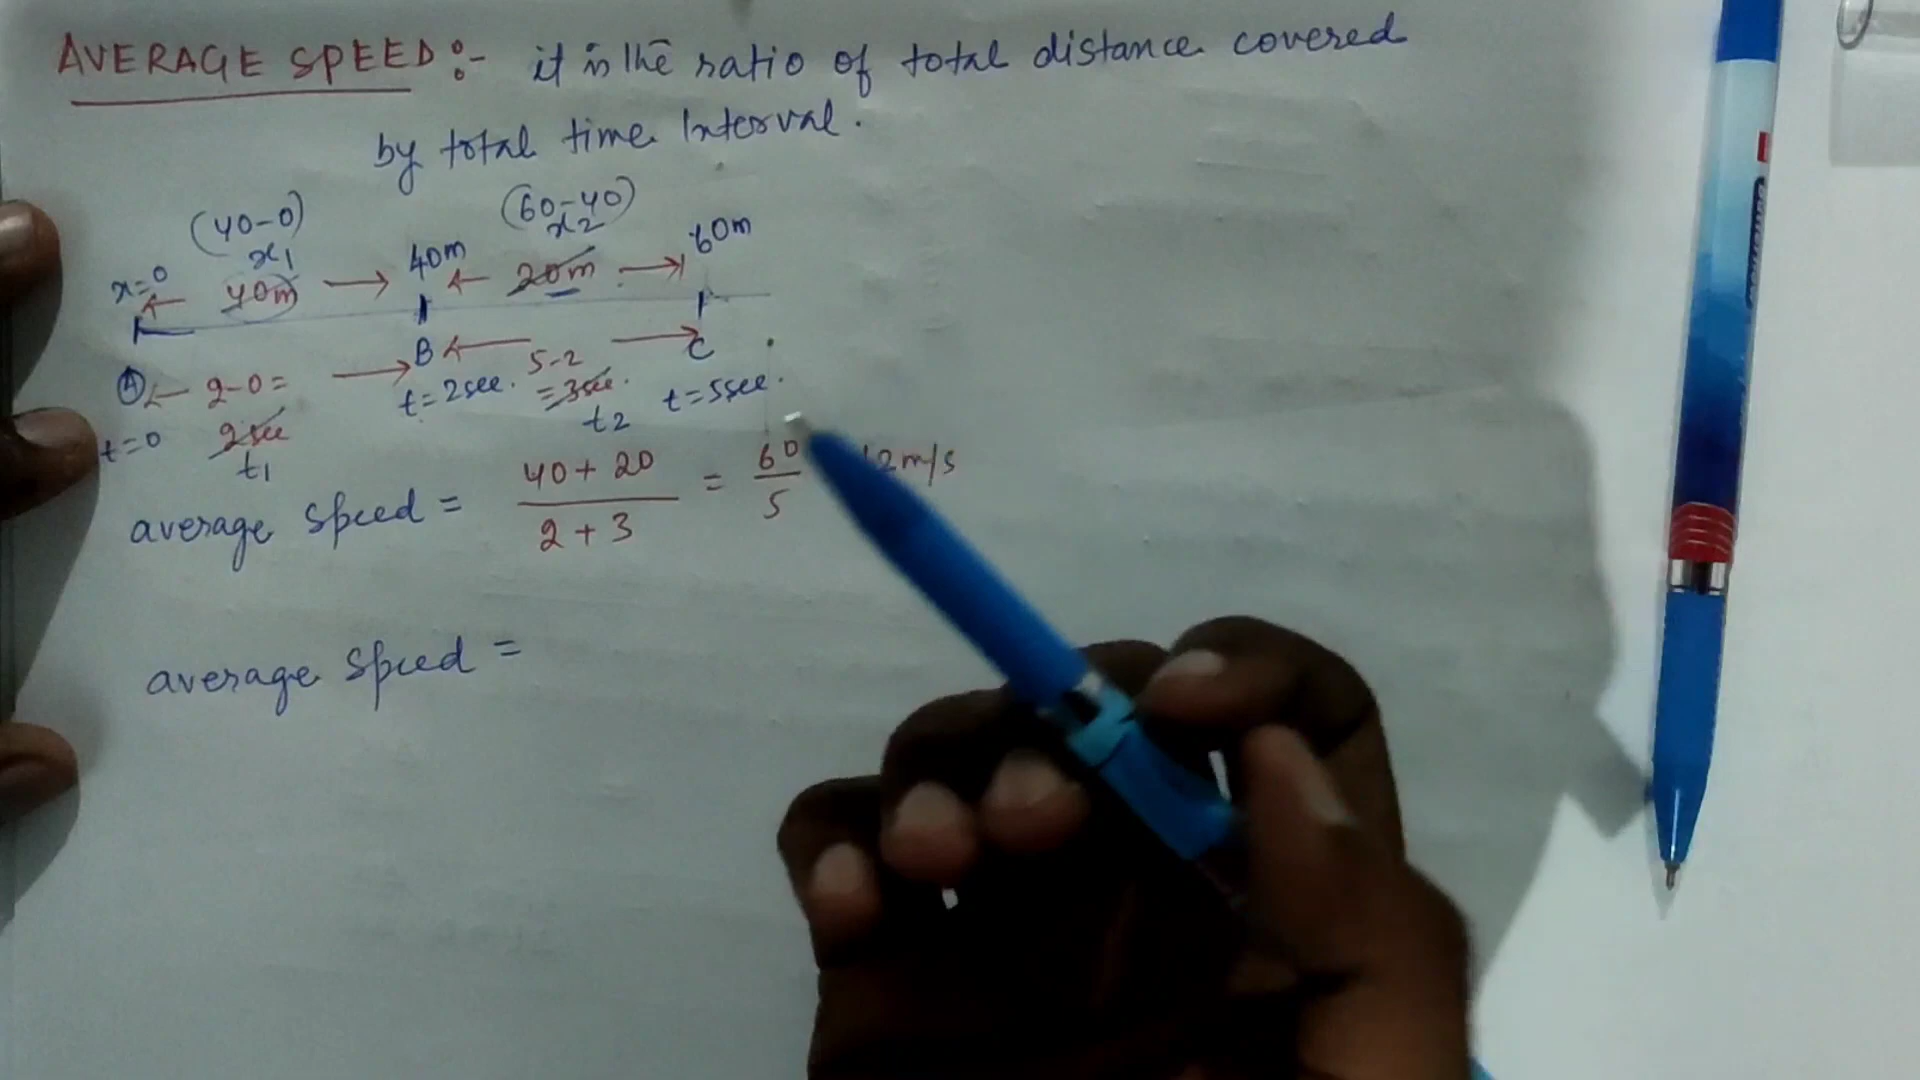 AVERAGE SPEED :- it is the ratio of total distance covered
by total time Interval.
(40-0) (60-40)
x1 x2
x=0 40m 40m 20m 60m
B 5-2 C
A 2-0=
t=2sec. =3sec. t=5sec.
t=0 2sec t2
t1
average speed = 40 + 20 = 60 12m/s
2 + 3 5
average speed =